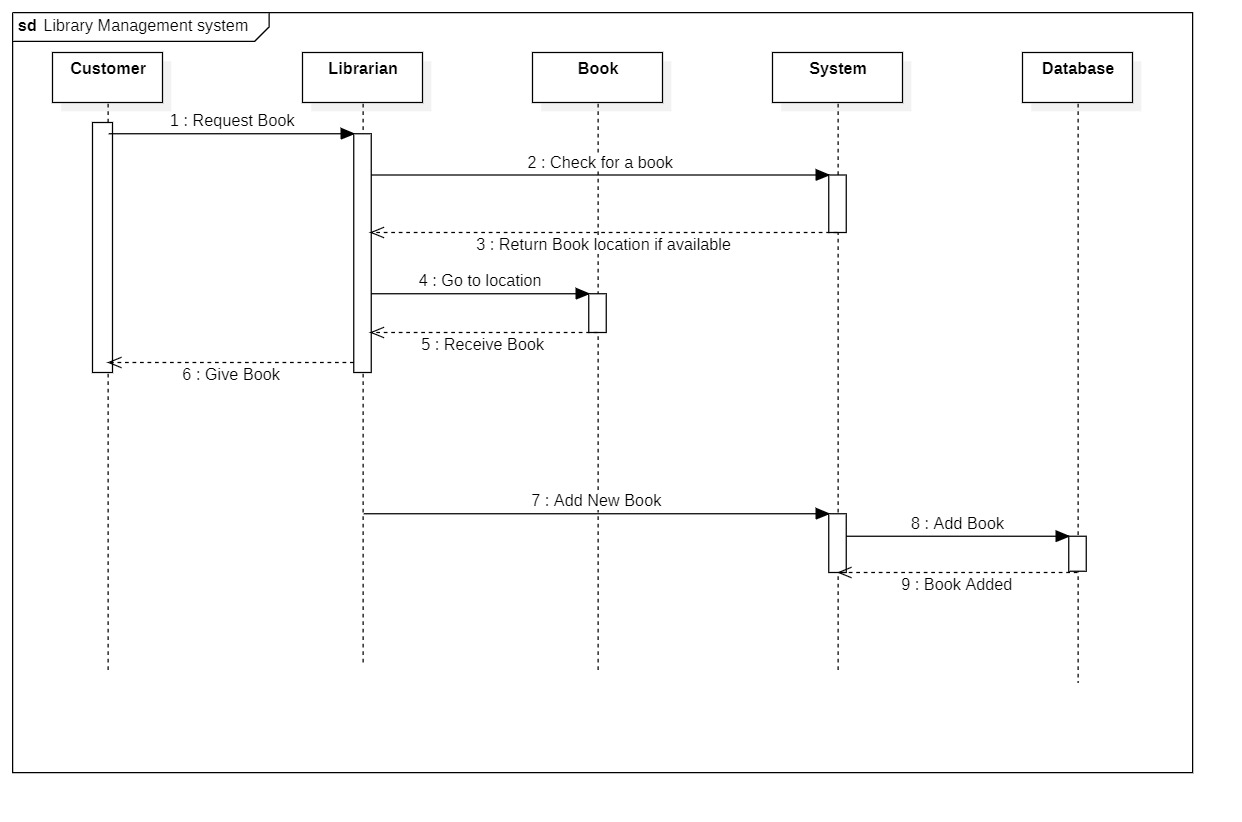 sd Library Management system
Customer
Librarian
Book
System
Database
1 : Request Book
2 : Check for a book
3 : Return Book location if available
4 : Go to location
5 : Receive Book
6 : Give Book
7 : Add New Book
8 : Add Book
9 : Book Added